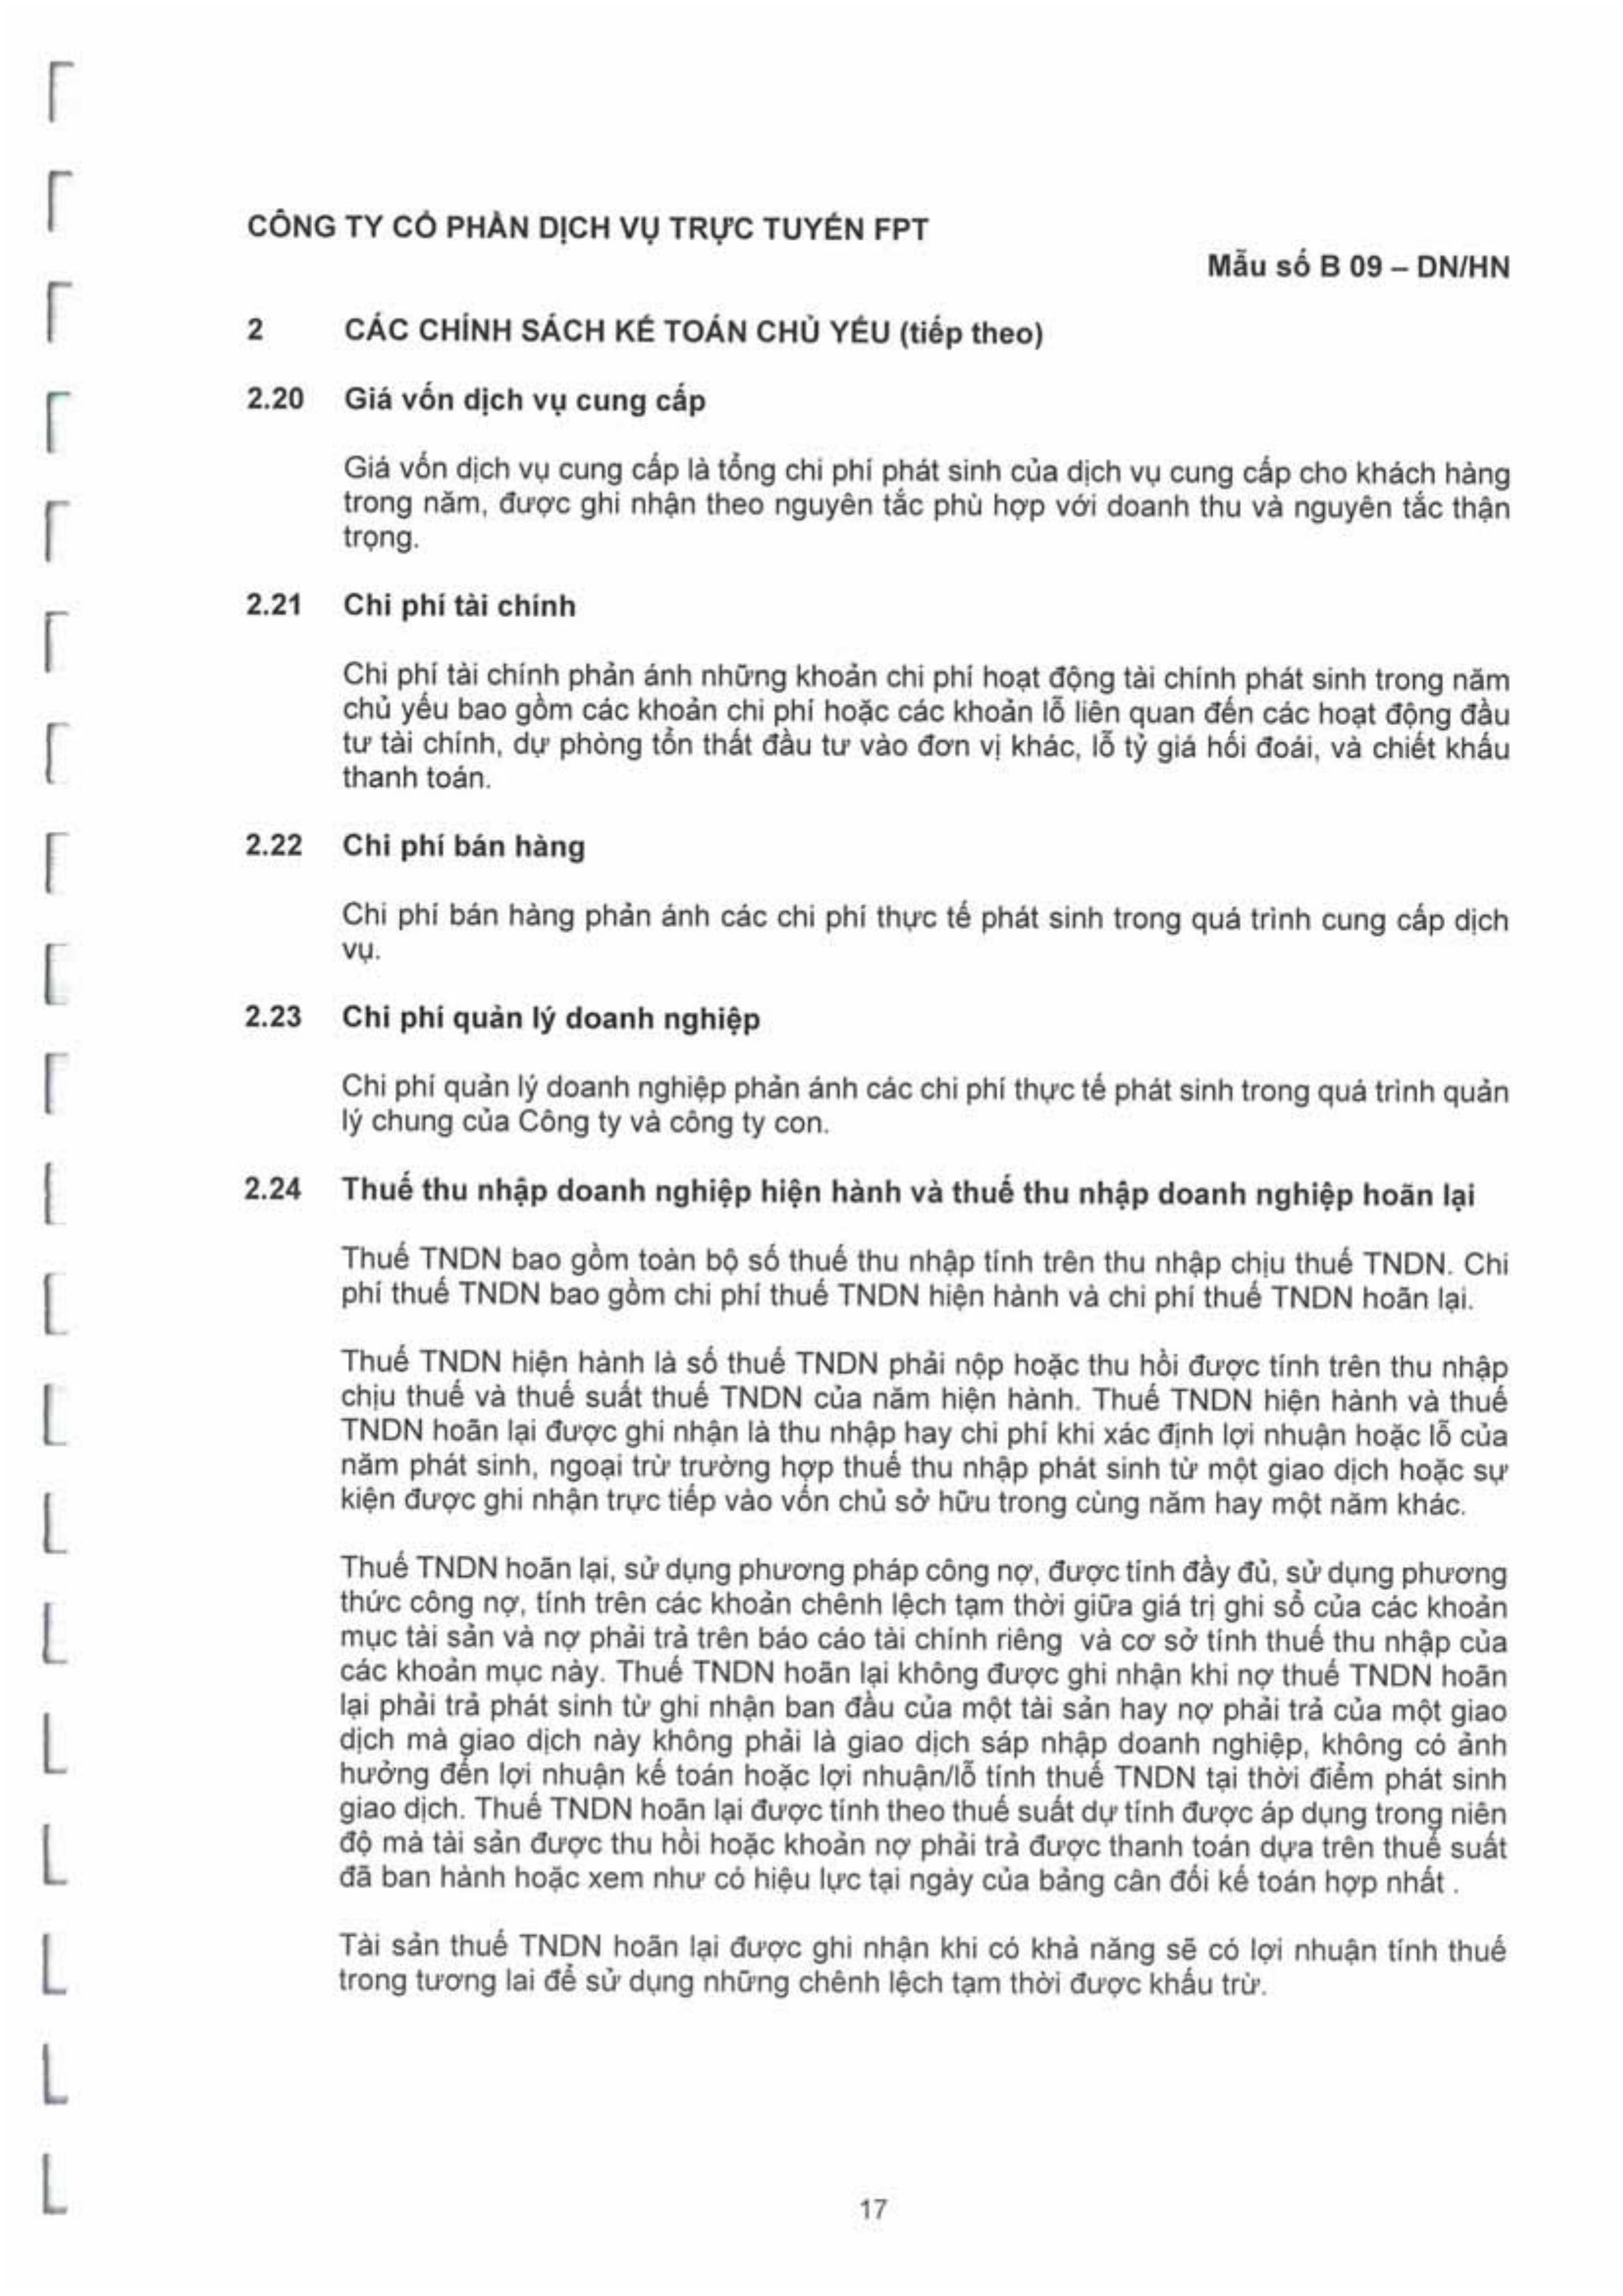 CÔNG TY CỔ PHẦN DỊCH VỤ TRỰC TUYẾN FPT
Mẫu số B 09 – DN/HN
2 CÁC CHÍNH SÁCH KẾ TOÁN CHỦ YẾU (tiếp theo)
2.20 Giá vốn dịch vụ cung cấp
Giá vốn dịch vụ cung cấp là tổng chi phí phát sinh của dịch vụ cung cấp cho khách hàng
trong năm, được ghi nhận theo nguyên tắc phù hợp với doanh thu và nguyên tắc thận
trọng.
2.21 Chi phí tài chính
Chi phí tài chính phản ánh những khoản chi phí hoạt động tài chính phát sinh trong năm
chủ yếu bao gồm các khoản chi phí hoặc các khoản lỗ liên quan đến các hoạt động đầu
tư tài chính, dự phòng tổn thất đầu tư vào đơn vị khác, lỗ tỷ giá hối đoái, và chiết khấu
thanh toán.
2.22 Chi phí bán hàng
Chi phí bán hàng phản ánh các chi phí thực tế phát sinh trong quá trình cung cấp dịch
vụ.
2.23 Chi phí quản lý doanh nghiệp
Chi phí quản lý doanh nghiệp phản ánh các chi phí thực tế phát sinh trong quá trình quản
lý chung của Công ty và công ty con.
2.24 Thuế thu nhập doanh nghiệp hiện hành và thuế thu nhập doanh nghiệp hoãn lại
Thuế TNDN bao gồm toàn bộ số thuế thu nhập tính trên thu nhập chịu thuế TNDN. Chi
phí thuế TNDN bao gồm chi phí thuế TNDN hiện hành và chi phí thuế TNDN hoãn lại.
Thuế TNDN hiện hành là số thuế TNDN phải nộp hoặc thu hồi được tính trên thu nhập
chịu thuế và thuế suất thuế TNDN của năm hiện hành. Thuế TNDN hiện hành và thuế
TNDN hoãn lại được ghi nhận là thu nhập hay chi phí khi xác định lợi nhuận hoặc lỗ của
năm phát sinh, ngoại trừ trường hợp thuế thu nhập phát sinh từ một giao dịch hoặc sự
kiện được ghi nhận trực tiếp vào vốn chủ sở hữu trong cùng năm hay một năm khác.
Thuế TNDN hoãn lại, sử dụng phương pháp công nợ, được tính đầy đủ, sử dụng phương
thức công nợ, tính trên các khoản chênh lệch tạm thời giữa giá trị ghi sổ của các khoản
mục tài sản và nợ phải trả trên báo cáo tài chính riêng và cơ sở tính thuế thu nhập của
các khoản mục này. Thuế TNDN hoãn lại không được ghi nhận khi nợ thuế TNDN hoãn
lại phải trả phát sinh từ ghi nhận ban đầu của một tài sản hay nợ phải trả của một giao
dịch mà giao dịch này không phải là giao dịch sáp nhập doanh nghiệp, không có ảnh
hưởng đến lợi nhuận kế toán hoặc lợi nhuận/lỗ tính thuế TNDN tại thời điểm phát sinh
giao dịch. Thuế TNDN hoãn lại được tính theo thuế suất dự tính được áp dụng trong niên
độ mà tài sản được thu hồi hoặc khoản nợ phải trả được thanh toán dựa trên thuế suất
đã ban hành hoặc xem như có hiệu lực tại ngày của bảng cân đối kế toán hợp nhất .
Tài sản thuế TNDN hoãn lại được ghi nhận khi có khả năng sẽ có lợi nhuận tính thuế
trong tương lai để sử dụng những chênh lệch tạm thời được khấu trừ.
17